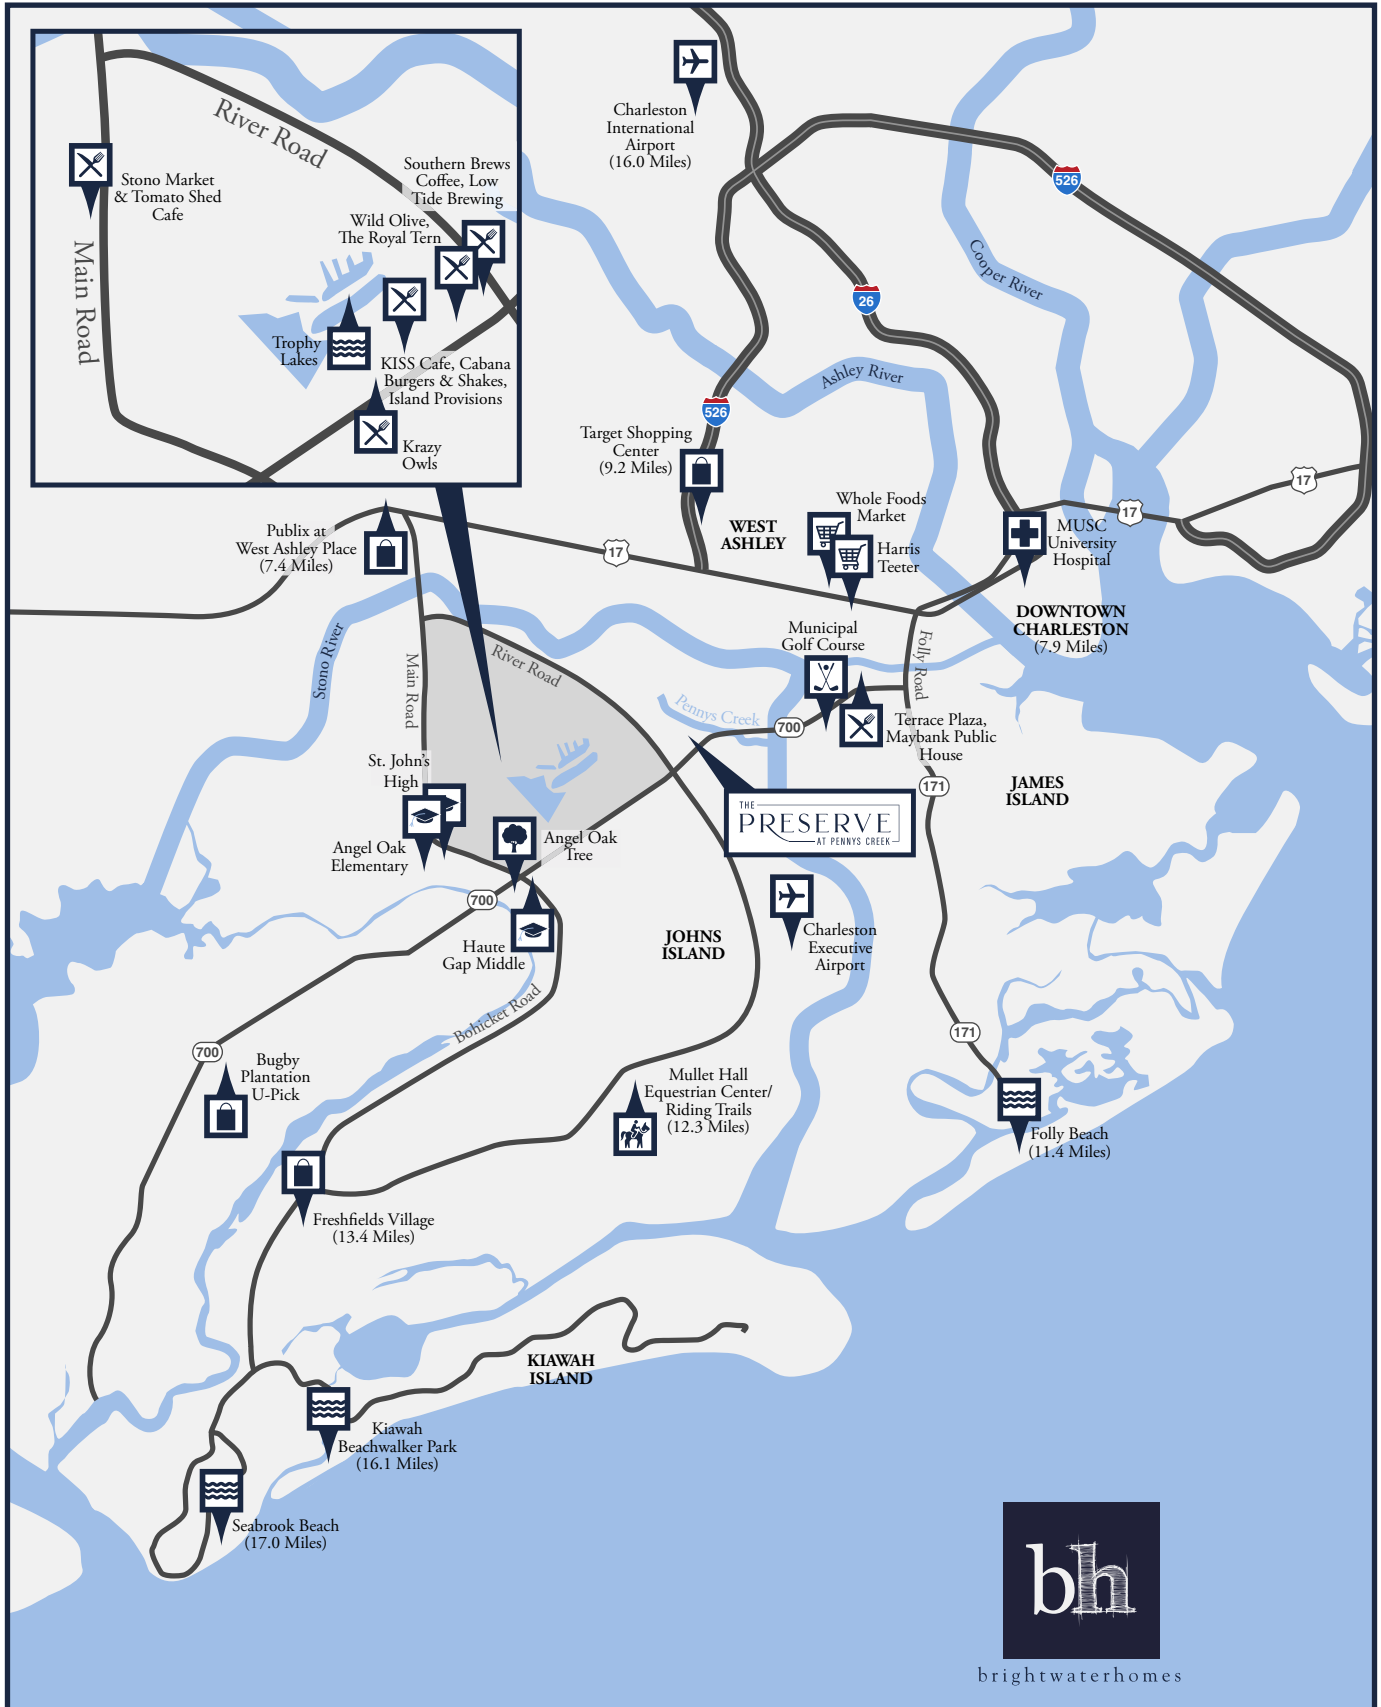 River Road
Stono Market
& Tomato Shed
Cafe
Main Road
Southern Brews
Coffee, Low
Tide Brewing
Wild Olive,
The Royal Tern
Trophy
Lakes
KISS Cafe, Cabana
Burgers & Shakes,
Island Provisions
Krazy
Owls
Charleston
International
Airport
(16.0 Miles)
526
Cooper River
26
Ashley River
526
Target Shopping
Center
(9.2 Miles)
17
17
Whole Foods
Market
Harris
Teeter
WEST
ASHLEY
MUSC
University
Hospital
Publix at
West Ashley Place
(7.4 Miles)
17
DOWNTOWN
CHARLESTON
(7.9 Miles)
Municipal
Golf Course
Folly Road
Stono River
Main Road
River Road
Pennys Creek
700
Terrace Plaza,
Maybank Public
House
St. John's
High
171
JAMES
ISLAND
THE
PRESERVE
AT PENNYS CREEK
Angel Oak
Elementary
Angel Oak
Tree
700
Haute
Gap Middle
JOHNS
ISLAND
Charleston
Executive
Airport
Bohicket Road
171
700
Bugby
Plantation
U-Pick
Mullet Hall
Equestrian Center/
Riding Trails
(12.3 Miles)
Folly Beach
(11.4 Miles)
Freshfields Village
(13.4 Miles)
KIAWAH
ISLAND
Kiawah
Beachwalker Park
(16.1 Miles)
Seabrook Beach
(17.0 Miles)
bh
brightwaterhomes